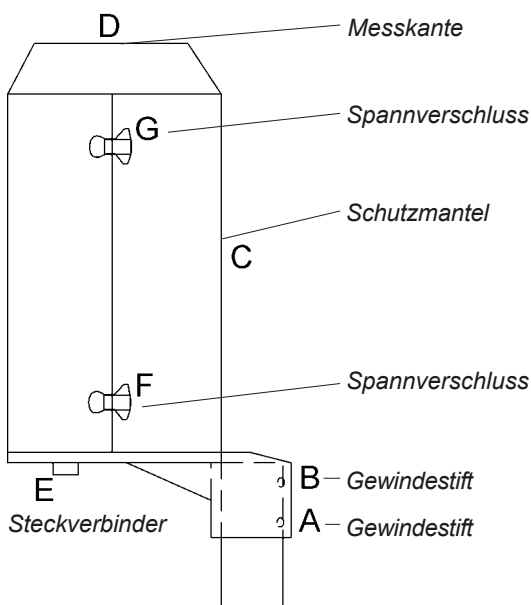 D
Messkante
G
Spannverschluss
Schutzmantel
C
F
Spannverschluss
E
B
Gewindestift
Steckverbinder
A
Gewindestift